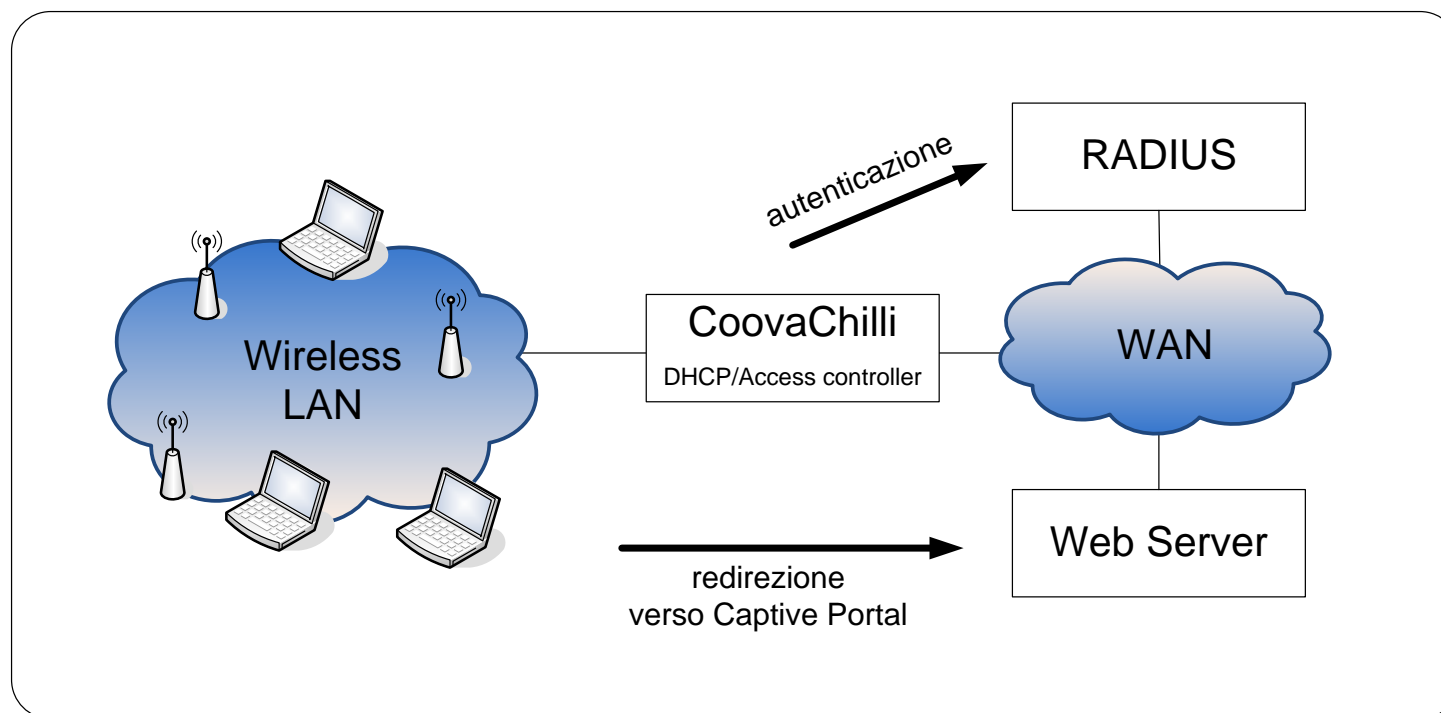 RADIUS
autenticazione
CoovaChilli
DHCP/Access controller
WAN
Wireless
LAN
Web Server
redirezione
verso Captive Portal